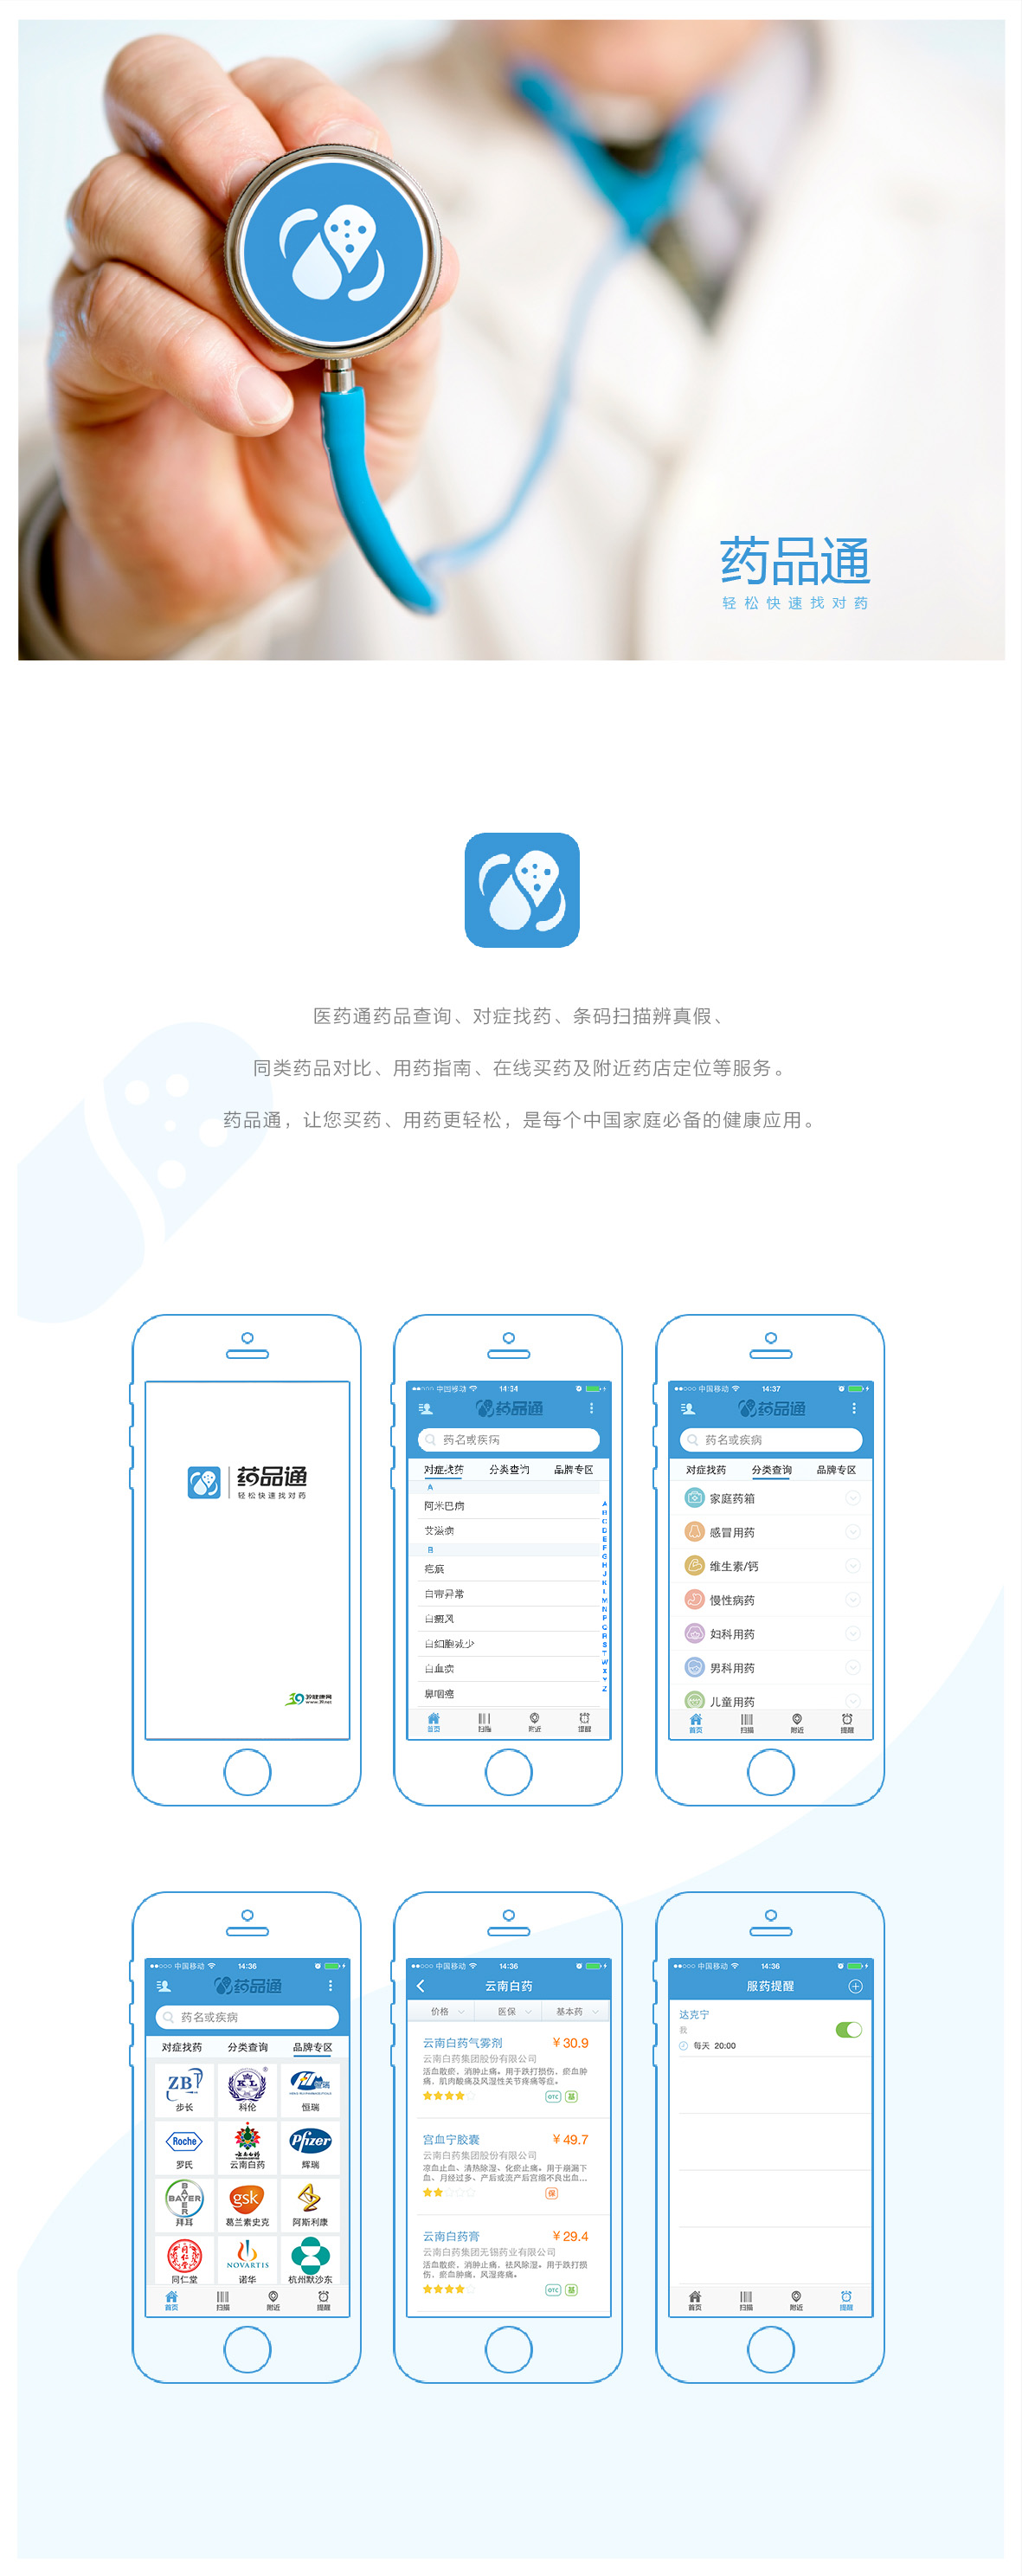 药品通
轻松快速找对药
医药通药品查询、对症找药、条码扫描辨真假、
同类药品对比、用药指南、在线买药及附近药店定位等服务。
药品通，让您买药、用药更轻松，是每个中国家庭必备的健康应用。
药品通
轻松快速找对药
39健康网
www.39.net
中国移动 14:34
药品通
药名或疾病
对症找药 分类查询 品牌专区
A
阿米巴病
艾滋病
B
疤痕
白带异常
白癜风
白细胞减少
白血病
鼻咽癌
A
B
C
D
E
F
G
H
J
K
L
M
N
P
Q
R
S
T
W
X
Y
Z
首页 扫描 附近 提醒
中国移动 14:37
药品通
药名或疾病
对症找药 分类查询 品牌专区
家庭药箱
感冒用药
维生素/钙
慢性病药
妇科用药
男科用药
儿童用药
首页 扫描 附近 提醒
中国移动 14:36
药品通
药名或疾病
对症找药 分类查询 品牌专区
ZB KL®
步长 科伦 恒瑞
Roche 云南白药 Pfizer
罗氏 云南白药 辉瑞
BAYER gsk
拜耳 葛兰素史克 阿斯利康
同仁堂 NOVARTIS
同仁堂 诺华 杭州默沙东
首页 扫描 附近 提醒
中国移动 14:36
云南白药
价格 医保 基本药
云南白药气雾剂 ￥30.9
云南白药集团股份有限公司
活血散瘀，消肿止痛。用于跌打损伤，瘀血肿
痛，肌肉酸痛及风湿性关节疼痛等症。
OTC 基
宫血宁胶囊 ￥49.7
云南白药集团股份有限公司
凉血止血、清热除湿、化瘀止痛。用于崩漏下
血、月经过多、产后或流产后宫缩不良出血...
保
云南白药膏 ￥29.4
云南白药集团无锡药业有限公司
活血散瘀，消肿止痛，祛风除湿。用于跌打损
伤，瘀血肿痛，风湿疼痛。
OTC 基
中国移动 14:36
服药提醒
达克宁
我
每天 20:00
首页 扫描 附近 提醒